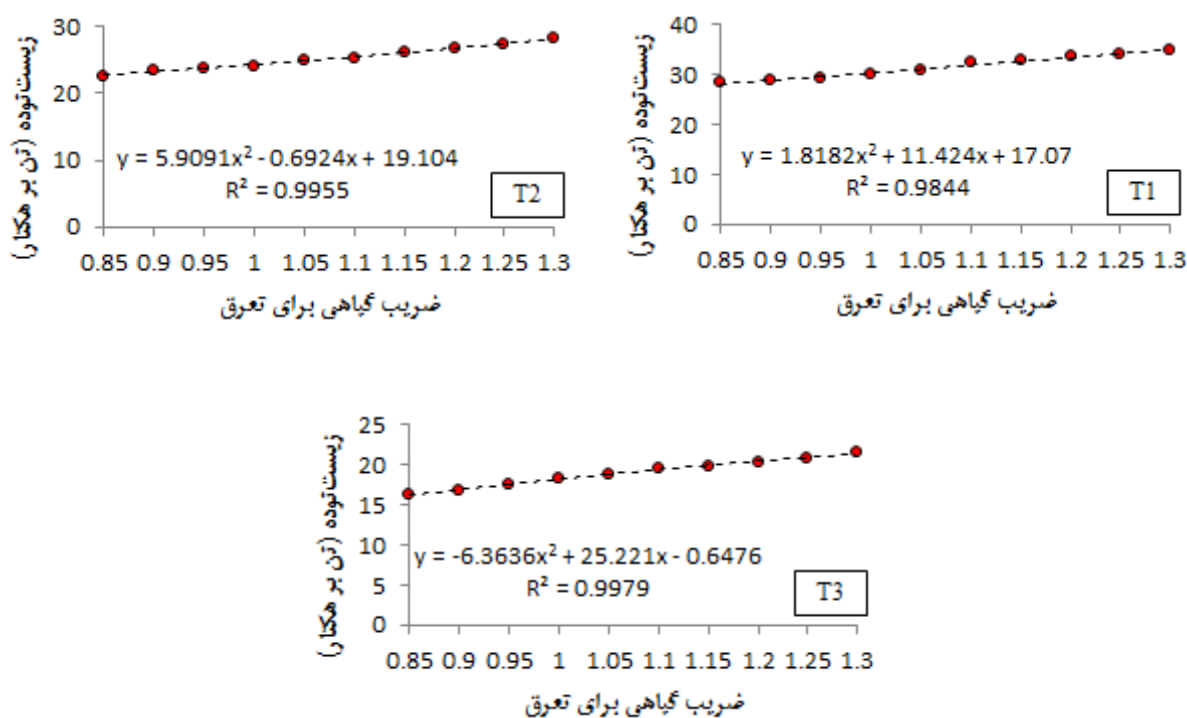 زیست‌توده (تن بر هکتار)
30
20
10
0
y = 5.9091x² - 0.6924x + 19.104
R² = 0.9955
T2
0.85 0.9 0.95 1 1.05 1.1 1.15 1.2 1.25 1.3
ضریب گیاهی برای تعرق
زیست‌توده (تن بر هکتار)
40
30
20
10
0
y = 1.8182x² + 11.424x + 17.07
R² = 0.9844
T1
0.85 0.9 0.95 1 1.05 1.1 1.15 1.2 1.25 1.3
ضریب گیاهی برای تعرق
زیست‌توده (تن بر هکتار)
25
20
15
10
5
0
y = -6.3636x² + 25.221x - 0.6476
R² = 0.9979
T3
0.85 0.9 0.95 1 1.05 1.1 1.15 1.2 1.25 1.3
ضریب گیاهی برای تعرق